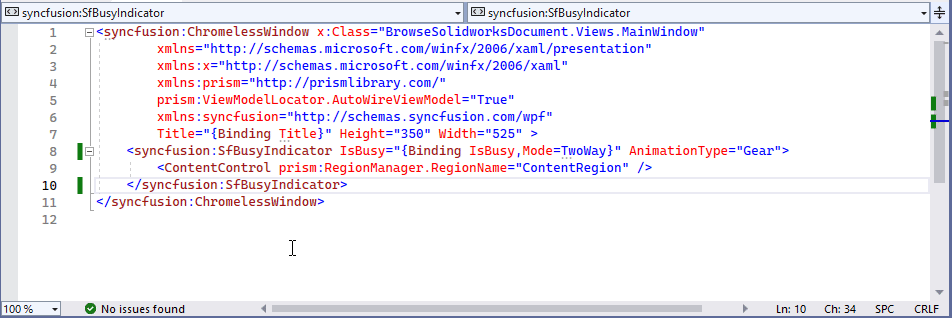 syncfusion:SfBusyIndicator syncfusion:SfBusyIndicator
1 <syncfusion:ChromelessWindow x:Class="BrowseSolidworksDocument.Views.MainWindow"
2 xmlns="http://schemas.microsoft.com/winfx/2006/xaml/presentation"
3 xmlns:x="http://schemas.microsoft.com/winfx/2006/xaml"
4 xmlns:prism="http://prismlibrary.com/"
5 prism:ViewModelLocator.AutoWireViewModel="True"
6 xmlns:syncfusion="http://schemas.syncfusion.com/wpf"
7 Title="{Binding Title}" Height="350" Width="525" >
8 <syncfusion:SfBusyIndicator IsBusy="{Binding IsBusy,Mode=TwoWay}" AnimationType="Gear">
9 <ContentControl prism:RegionManager.RegionName="ContentRegion" />
10 </syncfusion:SfBusyIndicator>
11 </syncfusion:ChromelessWindow>
12
100 % No issues found Ln: 10 Ch: 34 SPC CRLF